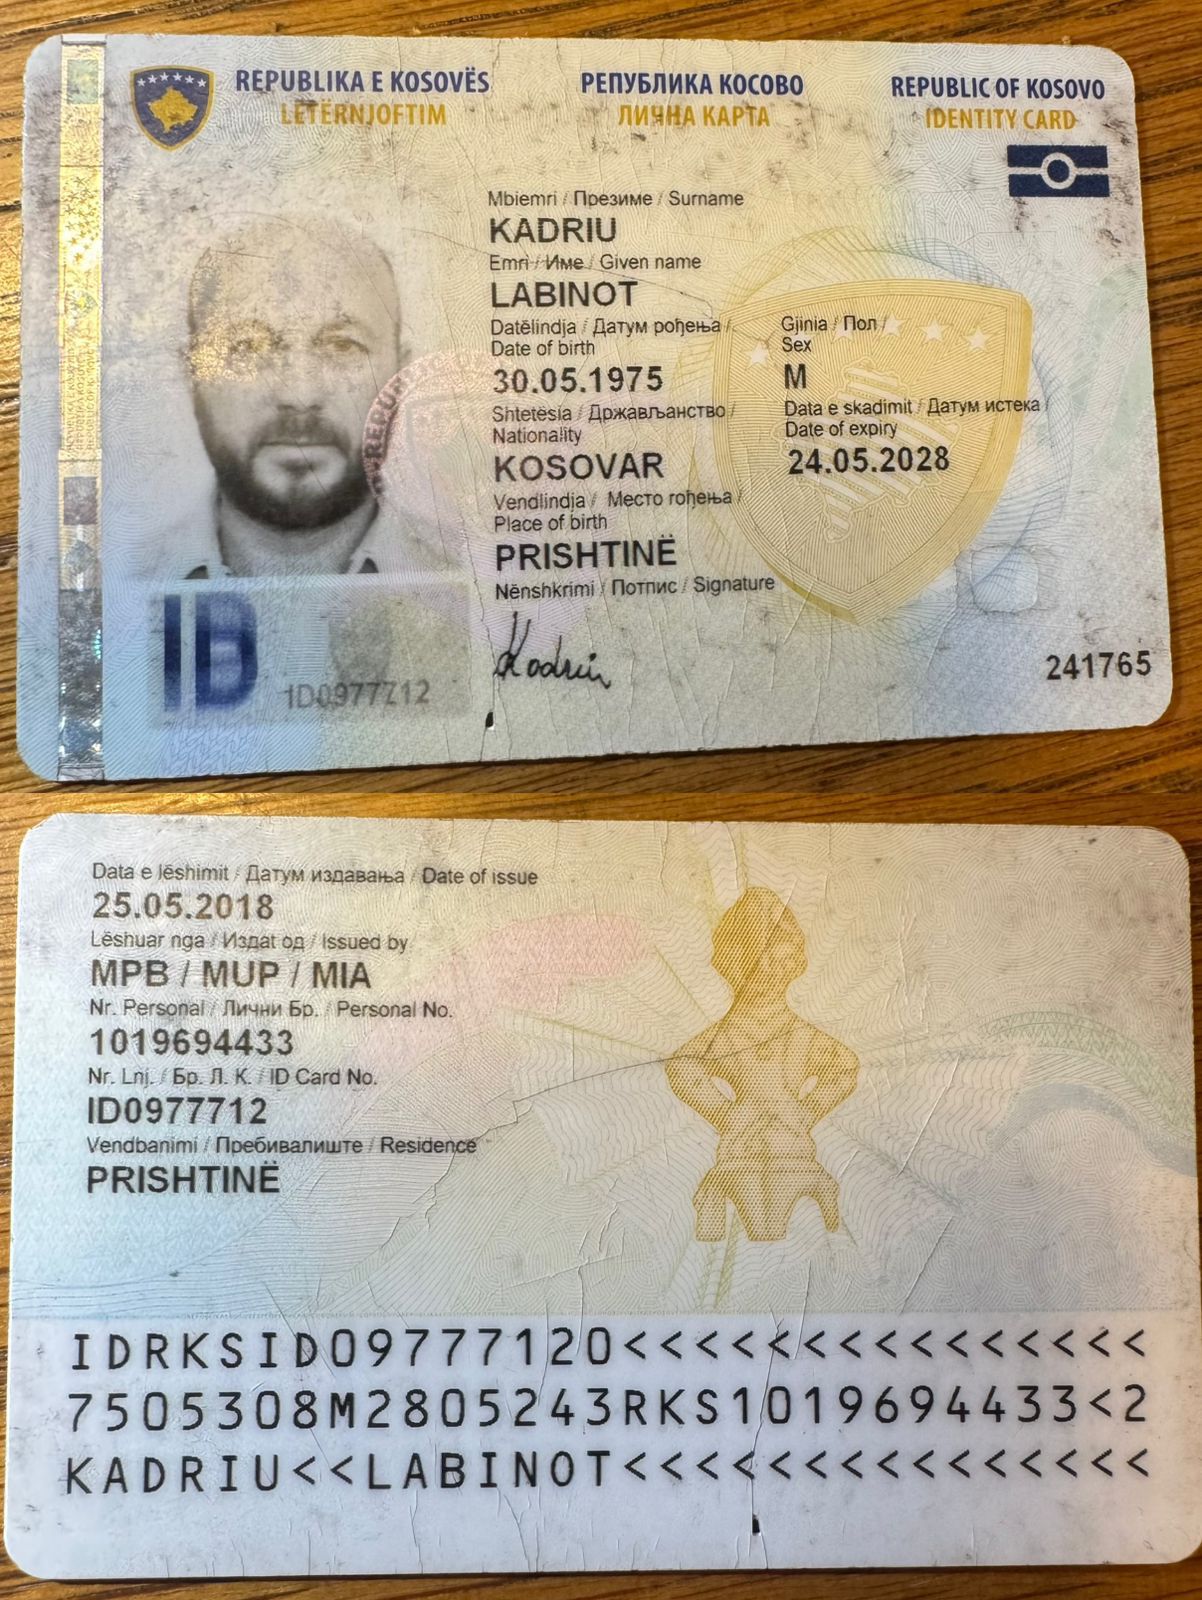 REPUBLIKA E KOSOVËS РЕПУБЛИКА КОСОВО REPUBLIC OF KOSOVO
LETËRNJOFTIM ЛИЧНА КАРТА IDENTITY CARD
Mbiemri / Презиме / Surname
KADRIU
Emri / Име / Given name
LABINOT
Datëlindja / Датум рођења /
Date of birth
30.05.1975
Gjinia / Пол /
Sex
M
Shtetësia / Држављанство /
Nationality
KOSOVAR
Data e skadimit / Датум истека /
Date of expiry
24.05.2028
Vendlindja / Место рођења /
Place of birth
PRISHTINË
Nënshkrimi / Потпис / Signature
Kadriu
ID
ID0977712
241765
Data e lëshimit / Датум издавања / Date of issue
25.05.2018
Lëshuar nga / Издат од / Issued by
MPB / MUP / MIA
Nr. Personal / Лични Бр. / Personal No.
1019694433
Nr. Lnj. / Бр. Л. К. / ID Card No.
ID0977712
Vendbanimi / Пребивалиште / Residence
PRISHTINË
IDRKSID09777120<<<<<<<<<<<<<<<
7505308M2805243RKS1019694433<2
KADRIU<<LABINOT<<<<<<<<<<<<<<<